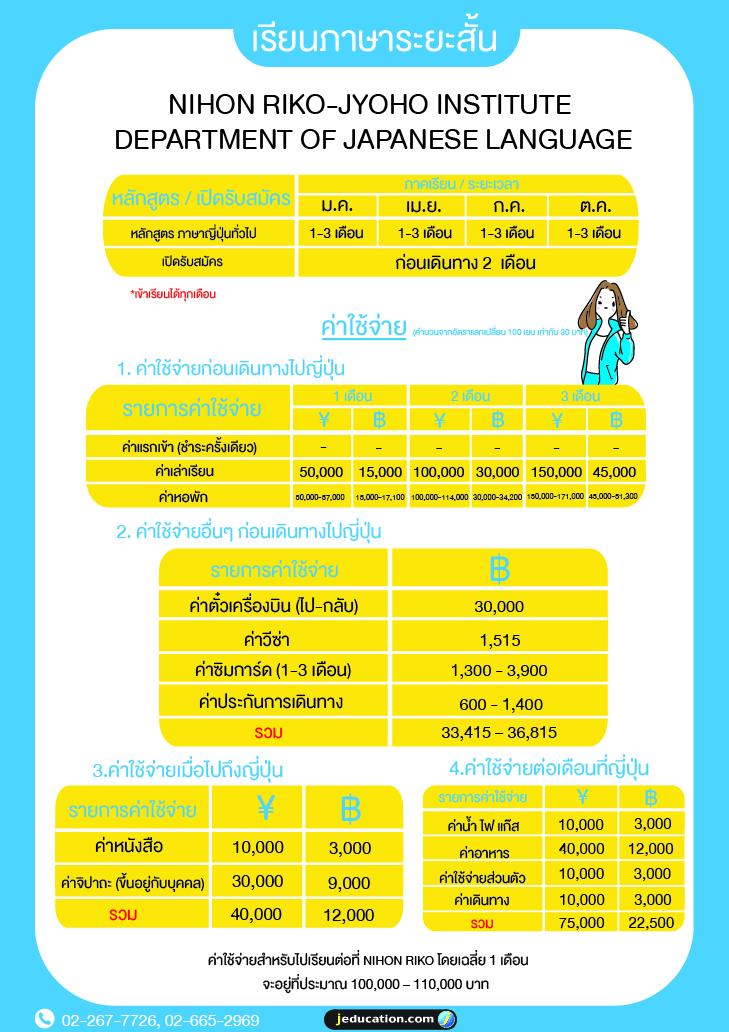 เรียนภาษาระยะสั้น
NIHON RIKO-JYOHO INSTITUTE
DEPARTMENT OF JAPANESE LANGUAGE
หลักสูตร / เปิดรับสมัคร ภาคเรียน / ระยะเวลา
ม.ค. เม.ย. ก.ค. ต.ค.
หลักสูตร ภาษาญี่ปุ่นทั่วไป 1-3 เดือน 1-3 เดือน 1-3 เดือน 1-3 เดือน
เปิดรับสมัคร ก่อนเดินทาง 2 เดือน
*เข้าเรียนได้ทุกเดือน
ค่าใช้จ่าย (คำนวนจากอัตราแลกเปลี่ยน 100 เยน เท่ากับ 30 บาท)
1. ค่าใช้จ่ายก่อนเดินทางไปญี่ปุ่น
รายการค่าใช้จ่าย 1 เดือน 2 เดือน 3 เดือน
¥ ฿ ¥ ฿ ¥ ฿
ค่าแรกเข้า (ชำระครั้งเดียว) - - - - - -
ค่าเล่าเรียน 50,000 15,000 100,000 30,000 150,000 45,000
ค่าหอพัก 50,000-57,000 15,000-17,100 100,000-114,000 30,000-34,200 150,000-171,000 45,000-51,300
2. ค่าใช้จ่ายอื่นๆ ก่อนเดินทางไปญี่ปุ่น
รายการค่าใช้จ่าย ฿
ค่าตั๋วเครื่องบิน (ไป-กลับ) 30,000
ค่าวีซ่า 1,515
ค่าซิมการ์ด (1-3 เดือน) 1,300 - 3,900
ค่าประกันการเดินทาง 600 - 1,400
รวม 33,415 – 36,815
3.ค่าใช้จ่ายเมื่อไปถึงญี่ปุ่น
รายการค่าใช้จ่าย ¥ ฿
ค่าหนังสือ 10,000 3,000
ค่าจิปาถะ (ขึ้นอยู่กับบุคคล) 30,000 9,000
รวม 40,000 12,000
4.ค่าใช้จ่ายต่อเดือนที่ญี่ปุ่น
รายการค่าใช้จ่าย ¥ ฿
ค่าน้ำ ไฟ แก๊ส 10,000 3,000
ค่าอาหาร 40,000 12,000
ค่าใช้จ่ายส่วนตัว 10,000 3,000
ค่าเดินทาง 10,000 3,000
รวม 75,000 22,500
ค่าใช้จ่ายสำหรับไปเรียนต่อที่ NIHON RIKO โดยเฉลี่ย 1 เดือน
จะอยู่ที่ประมาณ 100,000 – 110,000 บาท
02-267-7726, 02-665-2969
jeducation.com